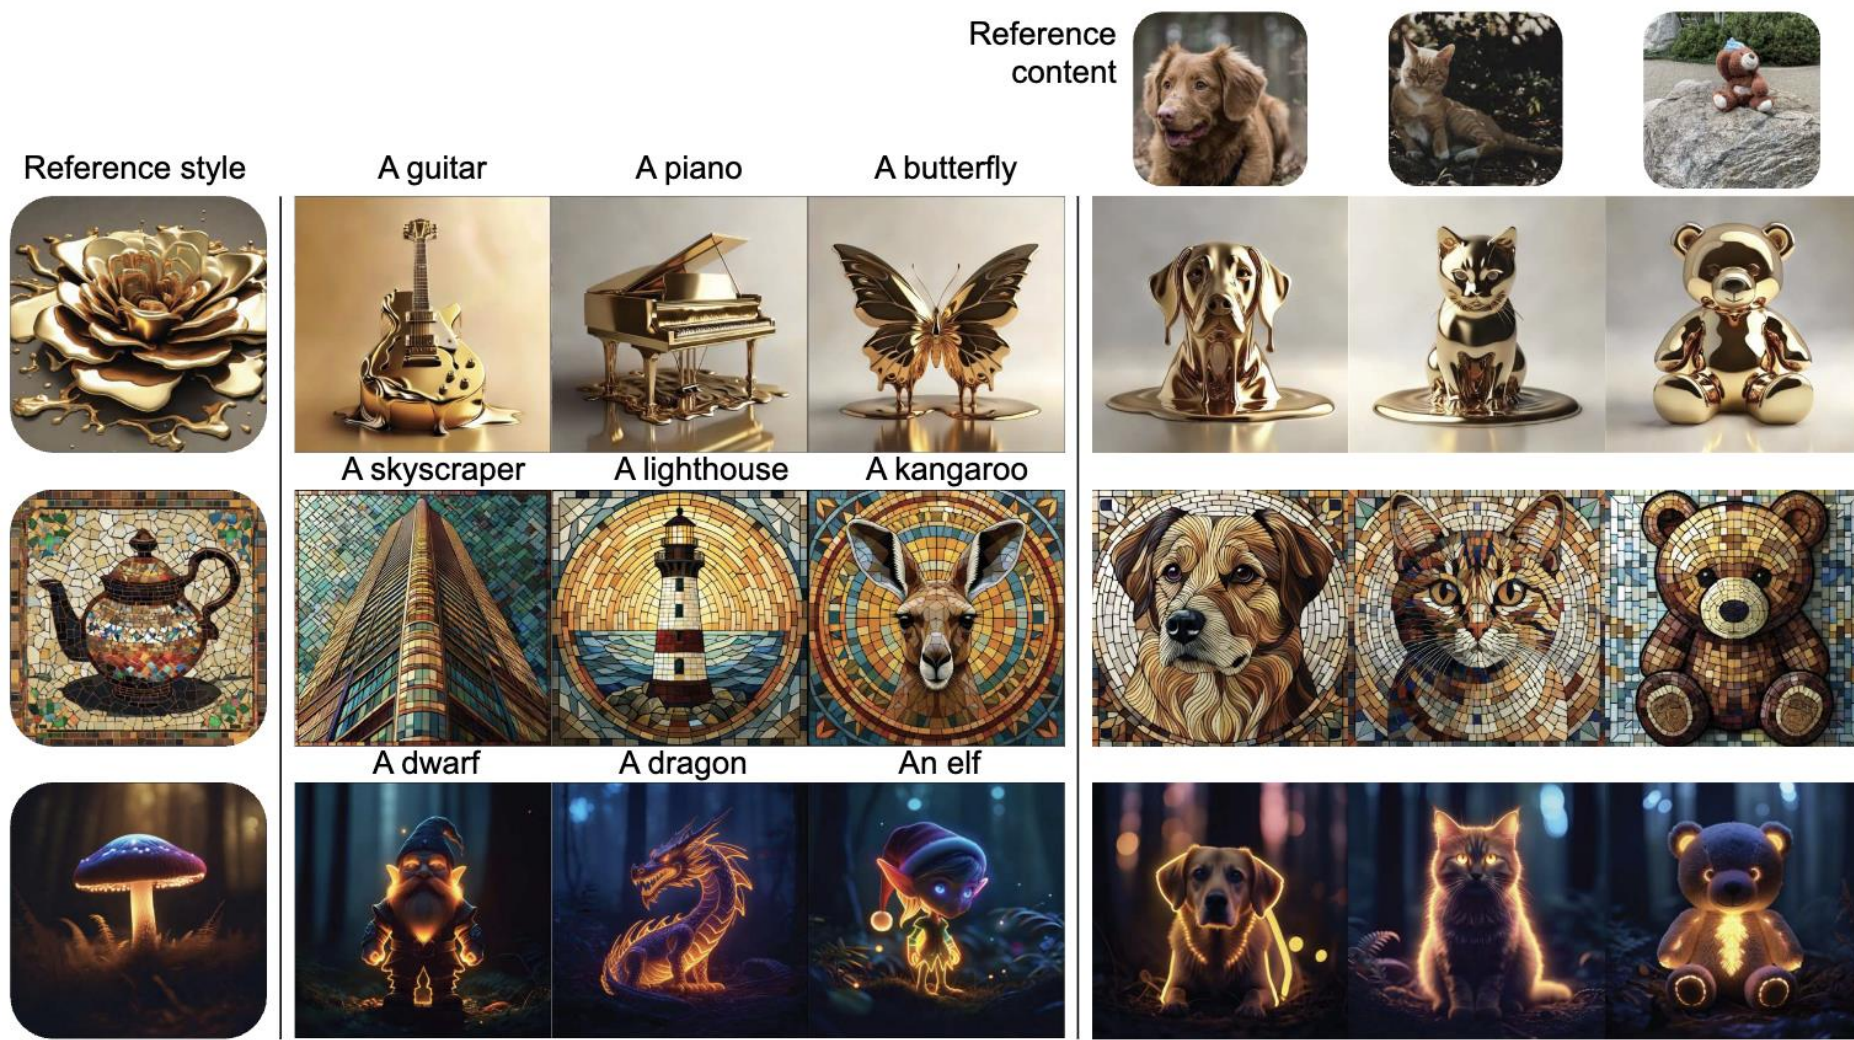 Reference
content
Reference style
A guitar
A piano
A butterfly
A skyscraper
A lighthouse
A kangaroo
A dwarf
A dragon
An elf